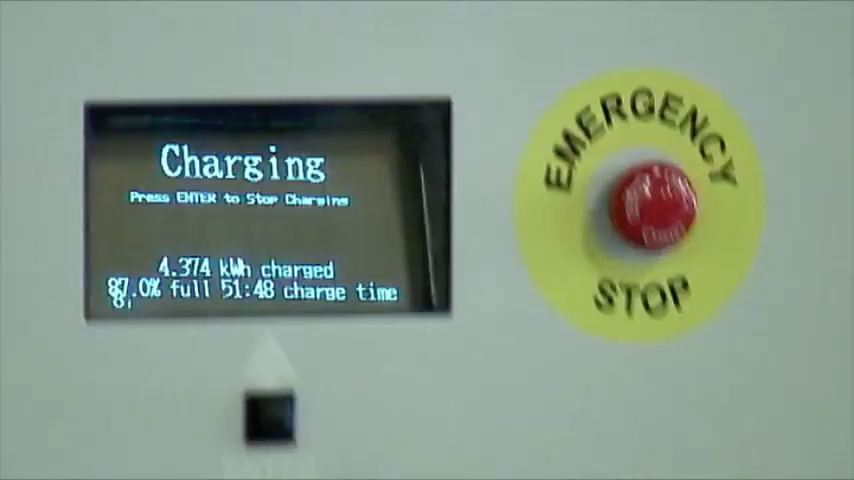 Charging
Press ENTER to Stop Charging
4.374 kWh charged
87.0% full 51:48 charge time
EMERGENCY
STOP